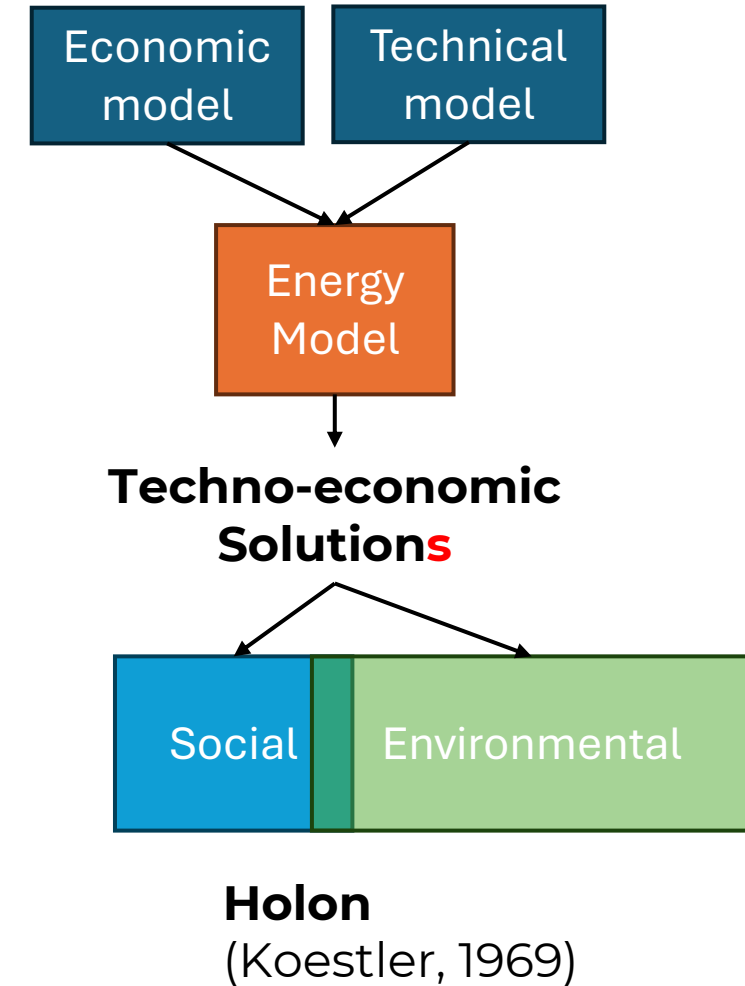 Economic
model
Technical
model
Energy
Model
Techno-economic
Solutions
Social
Environmental
Holon
(Koestler, 1969)